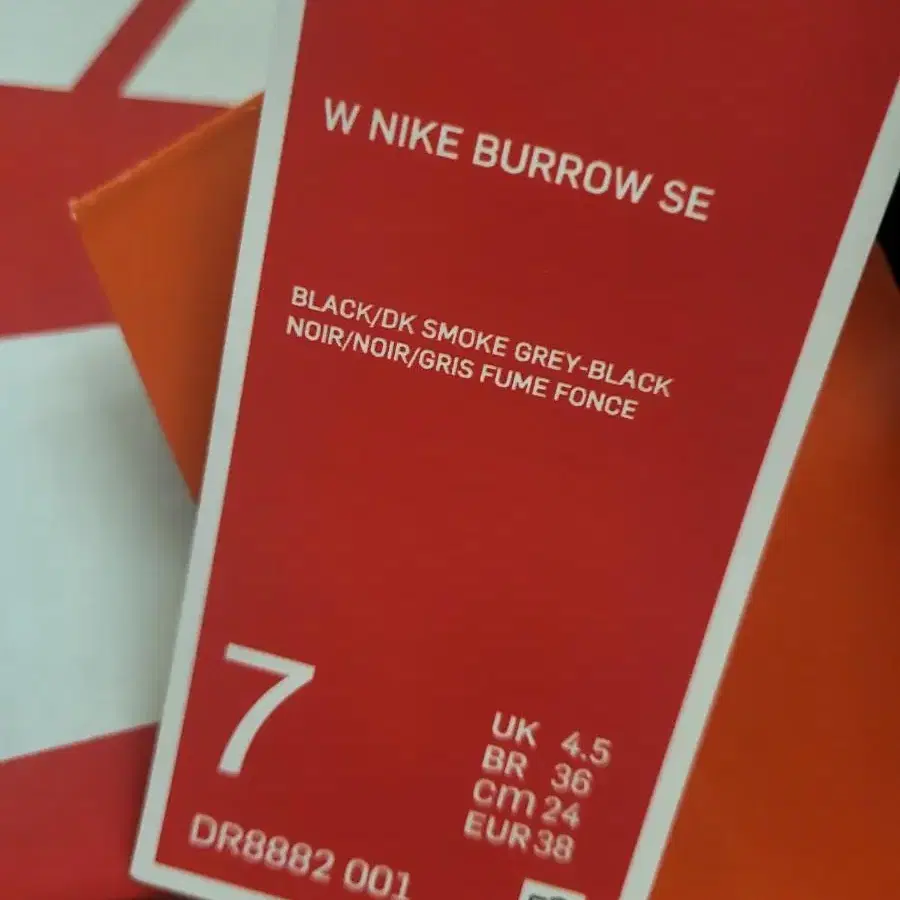 W NIKE BURROW SE
BLACK/DK SMOKE GREY-BLACK
NOIR/NOIR/GRIS FUME FONCE
7
UK 4.5
BR 36
cm 24
EUR 38
DR8882 001